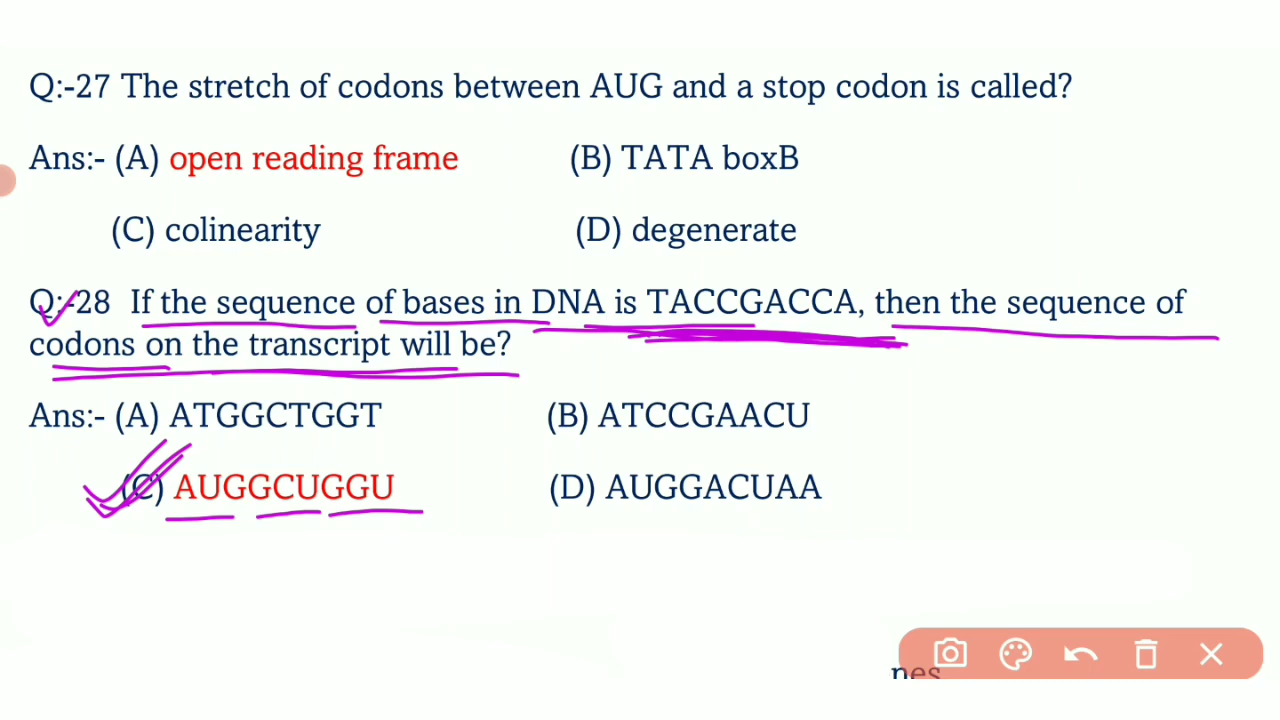 Q:-27 The stretch of codons between AUG and a stop codon is called?
Ans:- (A) open reading frame (B) TATA boxB
(C) colinearity (D) degenerate
Q:-28 If the sequence of bases in DNA is TACCGACCA, then the sequence of
codons on the transcript will be?
Ans:- (A) ATGGCTGGT (B) ATCCGAACU
(C) AUGGCUGGU (D) AUGGACUAA